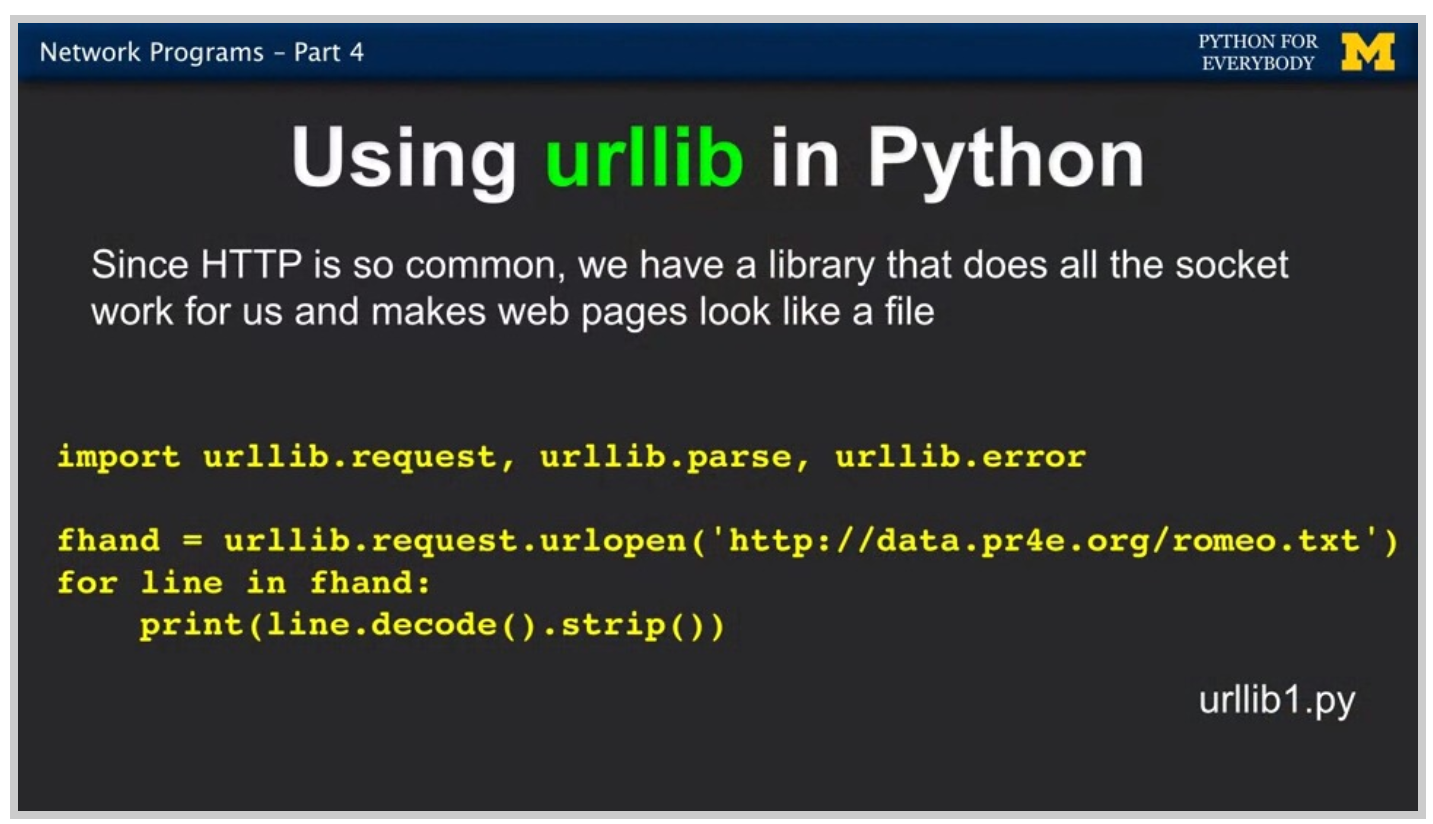 Network Programs – Part 4
PYTHON FOR
EVERYBODY
M
Using urllib in Python
Since HTTP is so common, we have a library that does all the socket
work for us and makes web pages look like a file
import urllib.request, urllib.parse, urllib.error
fhand = urllib.request.urlopen('http://data.pr4e.org/romeo.txt')
for line in fhand:
    print(line.decode().strip())
urllib1.py